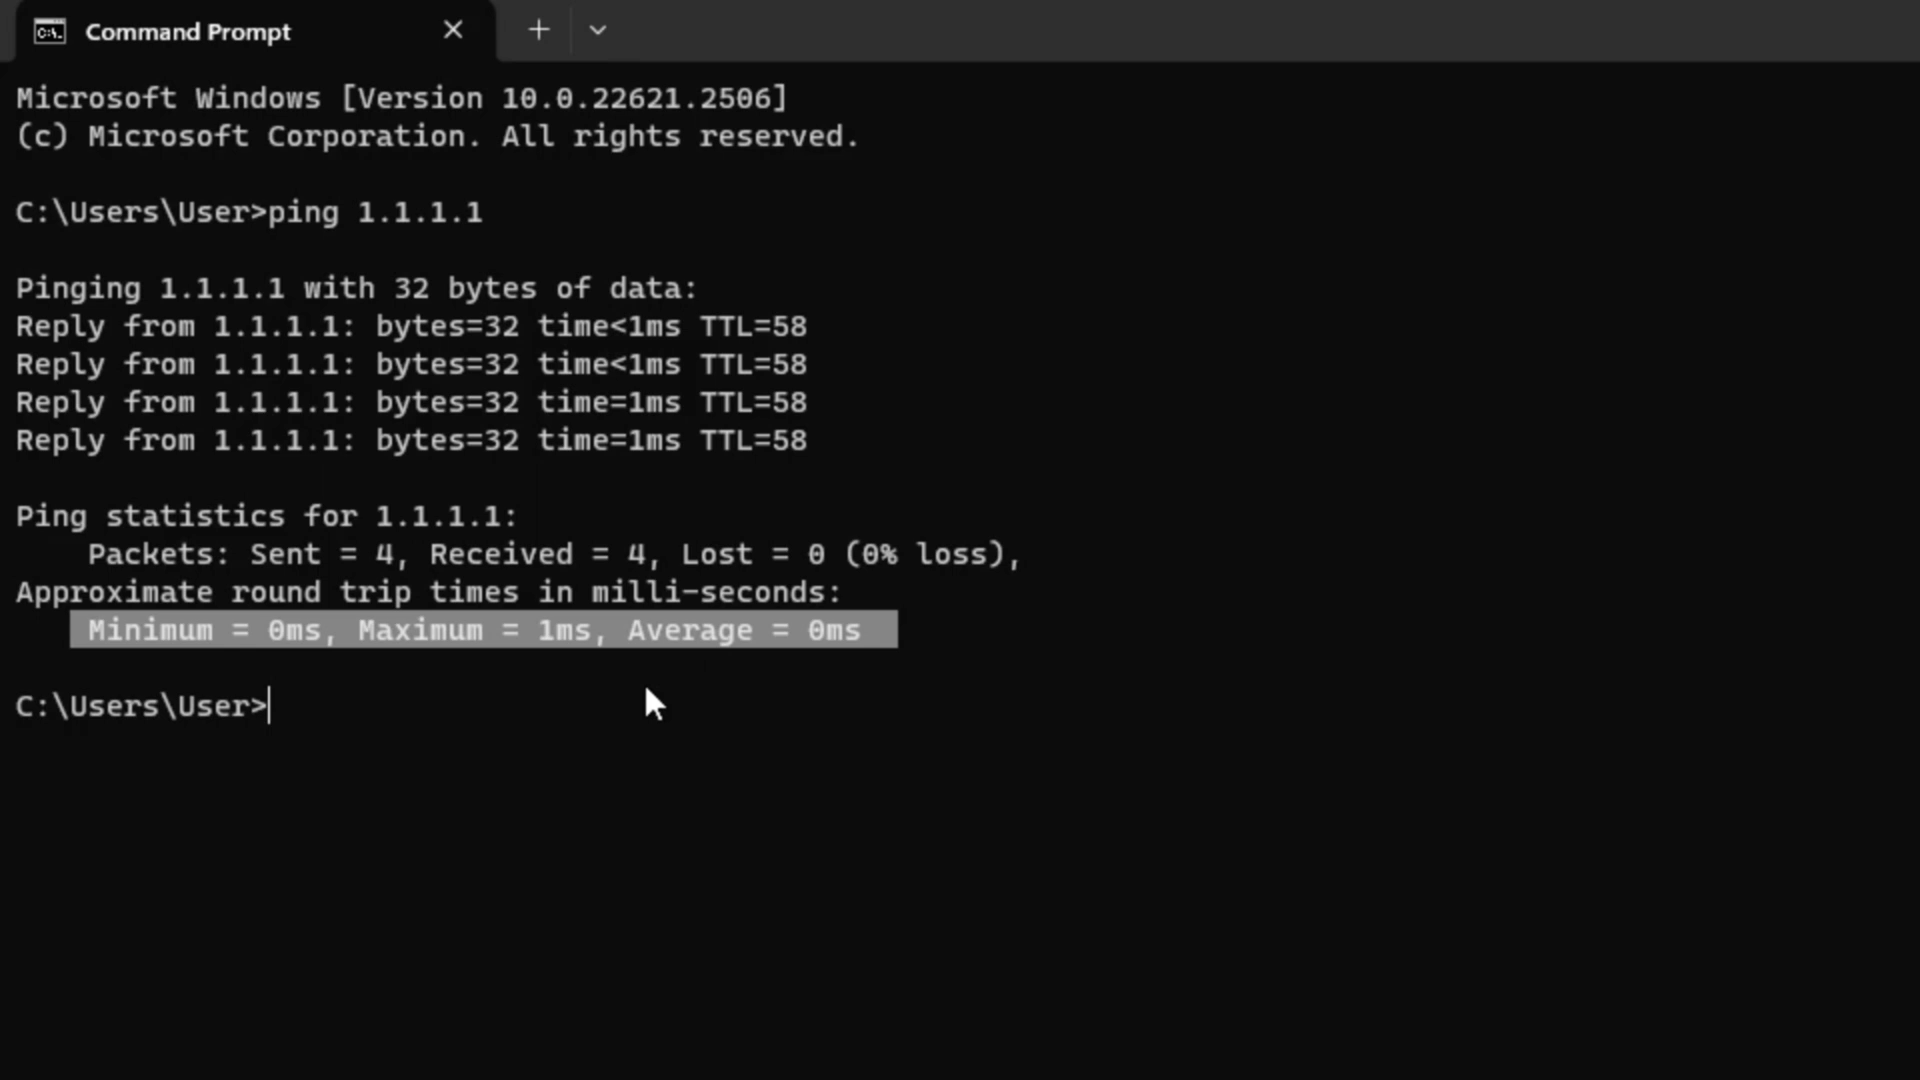 Command Prompt
Microsoft Windows [Version 10.0.22621.2506]
(c) Microsoft Corporation. All rights reserved.
C:\Users\User>ping 1.1.1.1
Pinging 1.1.1.1 with 32 bytes of data:
Reply from 1.1.1.1: bytes=32 time<1ms TTL=58
Reply from 1.1.1.1: bytes=32 time<1ms TTL=58
Reply from 1.1.1.1: bytes=32 time=1ms TTL=58
Reply from 1.1.1.1: bytes=32 time=1ms TTL=58
Ping statistics for 1.1.1.1:
    Packets: Sent = 4, Received = 4, Lost = 0 (0% loss),
Approximate round trip times in milli-seconds:
    Minimum = 0ms, Maximum = 1ms, Average = 0ms
C:\Users\User>